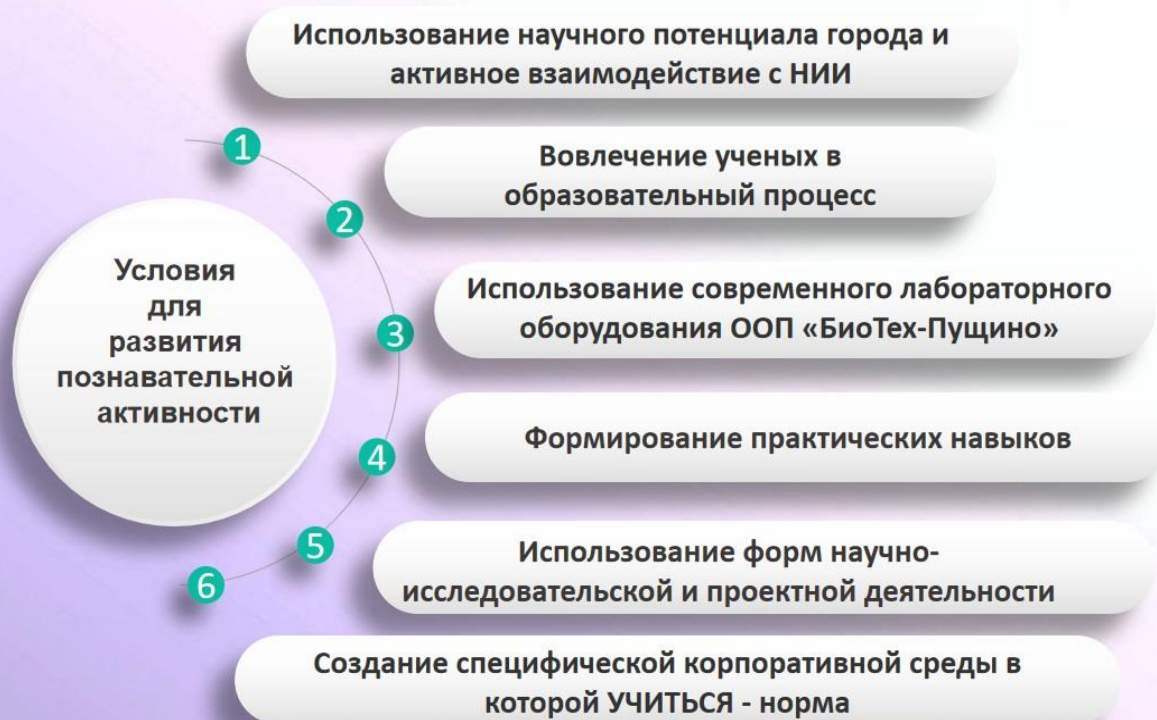 Использование научного потенциала города и
активное взаимодействие с НИИ
1
Вовлечение ученых в
образовательный процесс
2
Условия
для
развития
познавательной
активности
Использование современного лабораторного
оборудования ООП «БиоТех-Пущино»
3
Формирование практических навыков
4
Использование форм научно-
исследовательской и проектной деятельности
5
6
Создание специфической корпоративной среды в
которой УЧИТЬСЯ - норма